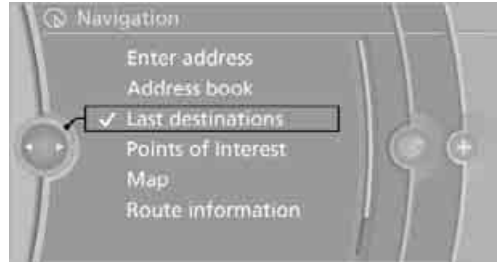 Navigation
Enter address
Address book
Last destinations
Points of Interest
Map
Route information